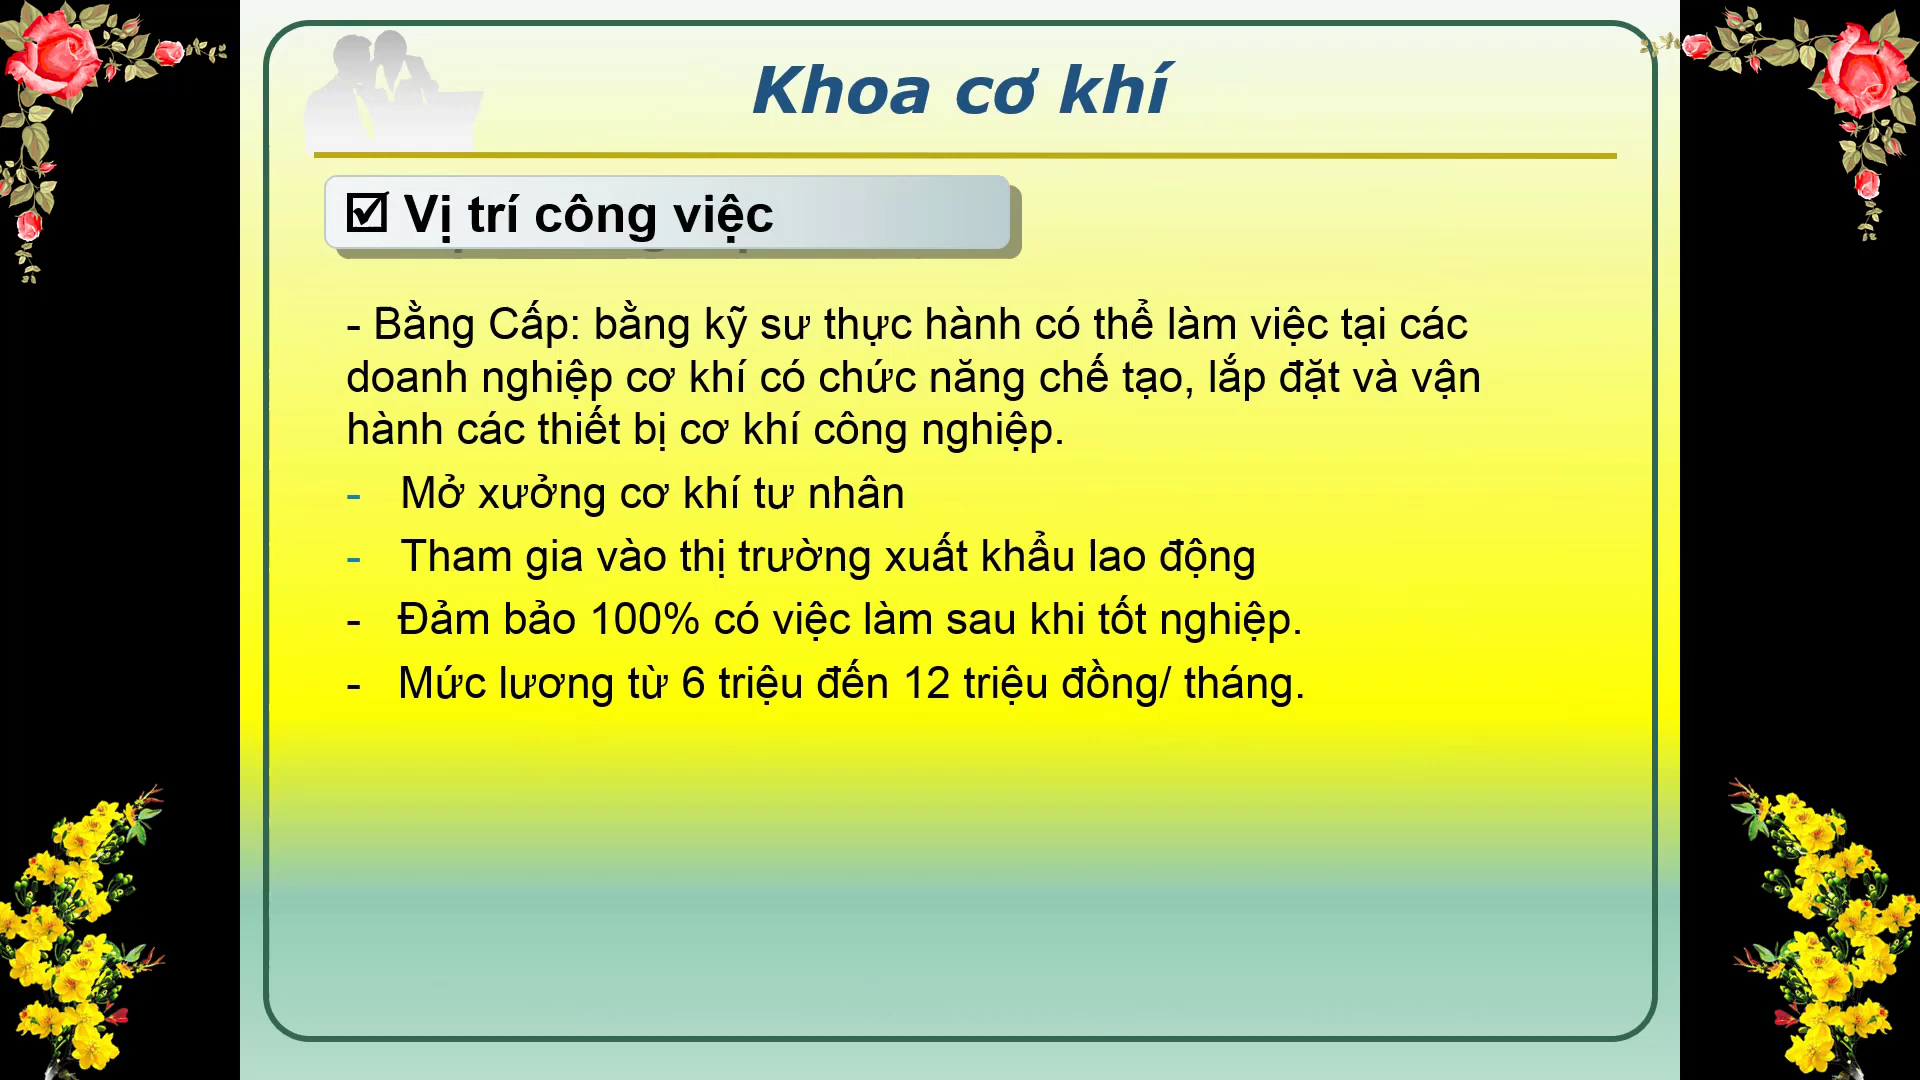 Khoa cơ khí
☑ Vị trí công việc
- Bằng Cấp: bằng kỹ sư thực hành có thể làm việc tại các
doanh nghiệp cơ khí có chức năng chế tạo, lắp đặt và vận
hành các thiết bị cơ khí công nghiệp.
- Mở xưởng cơ khí tư nhân
- Tham gia vào thị trường xuất khẩu lao động
- Đảm bảo 100% có việc làm sau khi tốt nghiệp.
- Mức lương từ 6 triệu đến 12 triệu đồng/ tháng.